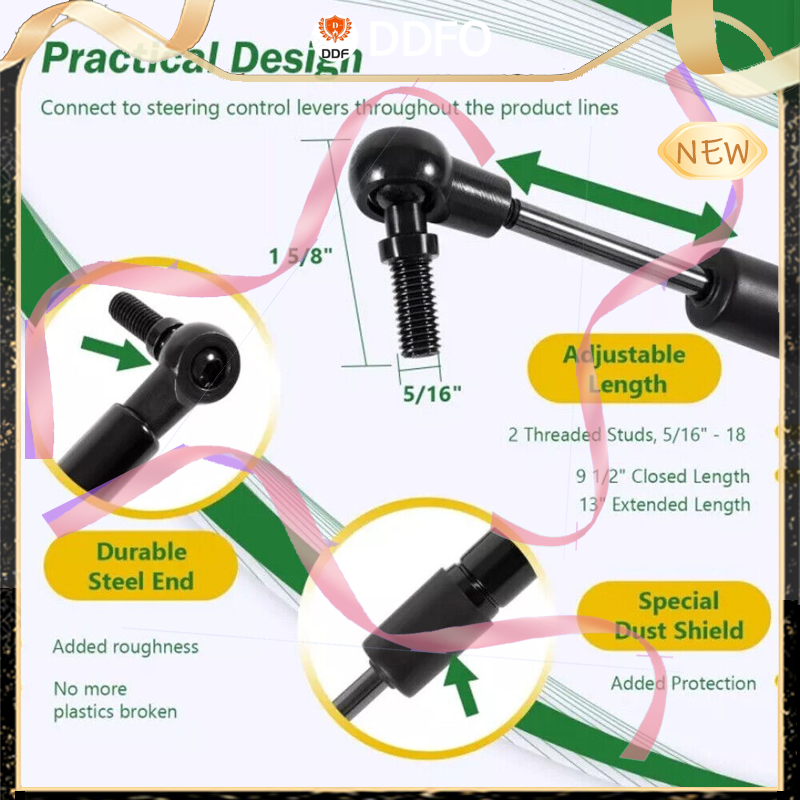 DDFO
DDF
Practical Design
Connect to steering control levers throughout the product lines
NEW
1 5/8"
5/16"
Adjustable
Length
2 Threaded Studs, 5/16" - 18
9 1/2" Closed Length
13" Extended Length
Durable
Steel End
Added roughness
No more
plastics broken
Special
Dust Shield
Added Protection